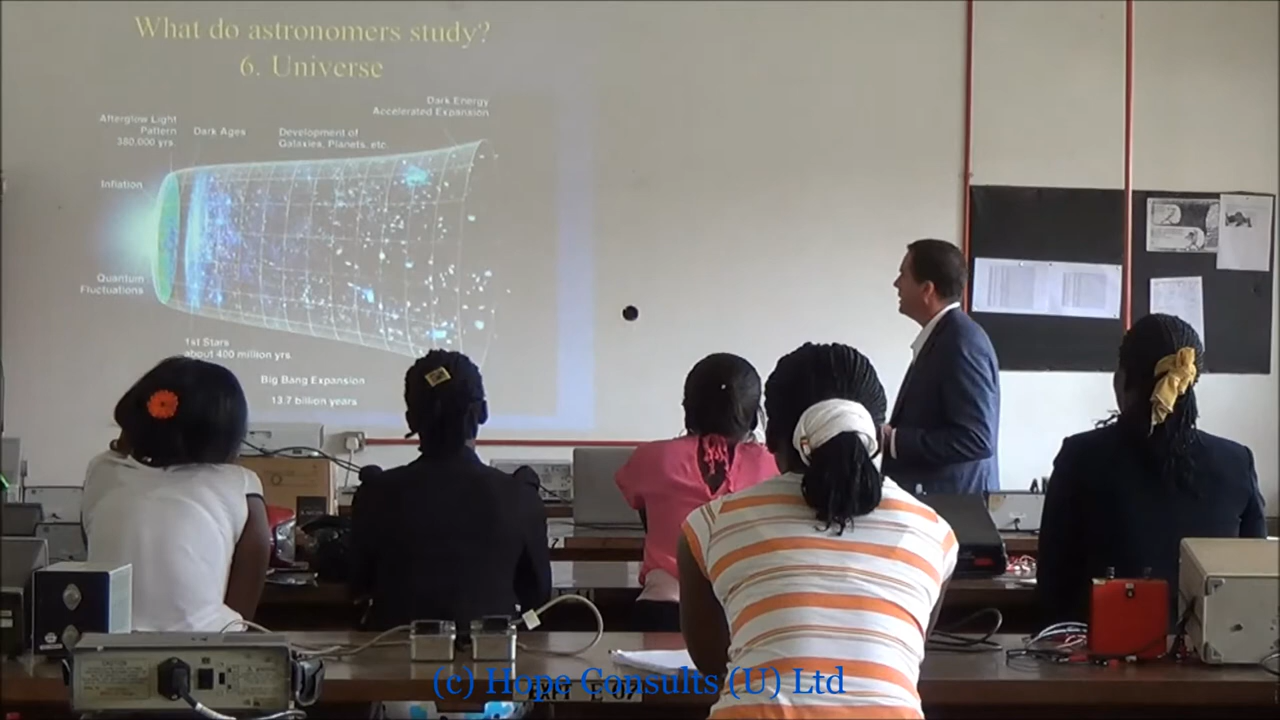 What do astronomers study?
6. Universe
Dark Energy
Accelerated Expansion
Afterglow Light
Pattern
380,000 yrs.
Dark Ages
Development of
Galaxies, Planets, etc.
Inflation
Quantum
Fluctuations
1st Stars
about 400 million yrs.
Big Bang Expansion
13.7 billion years
(c) Hope Consults (U) Ltd
EXPT
CAUTION